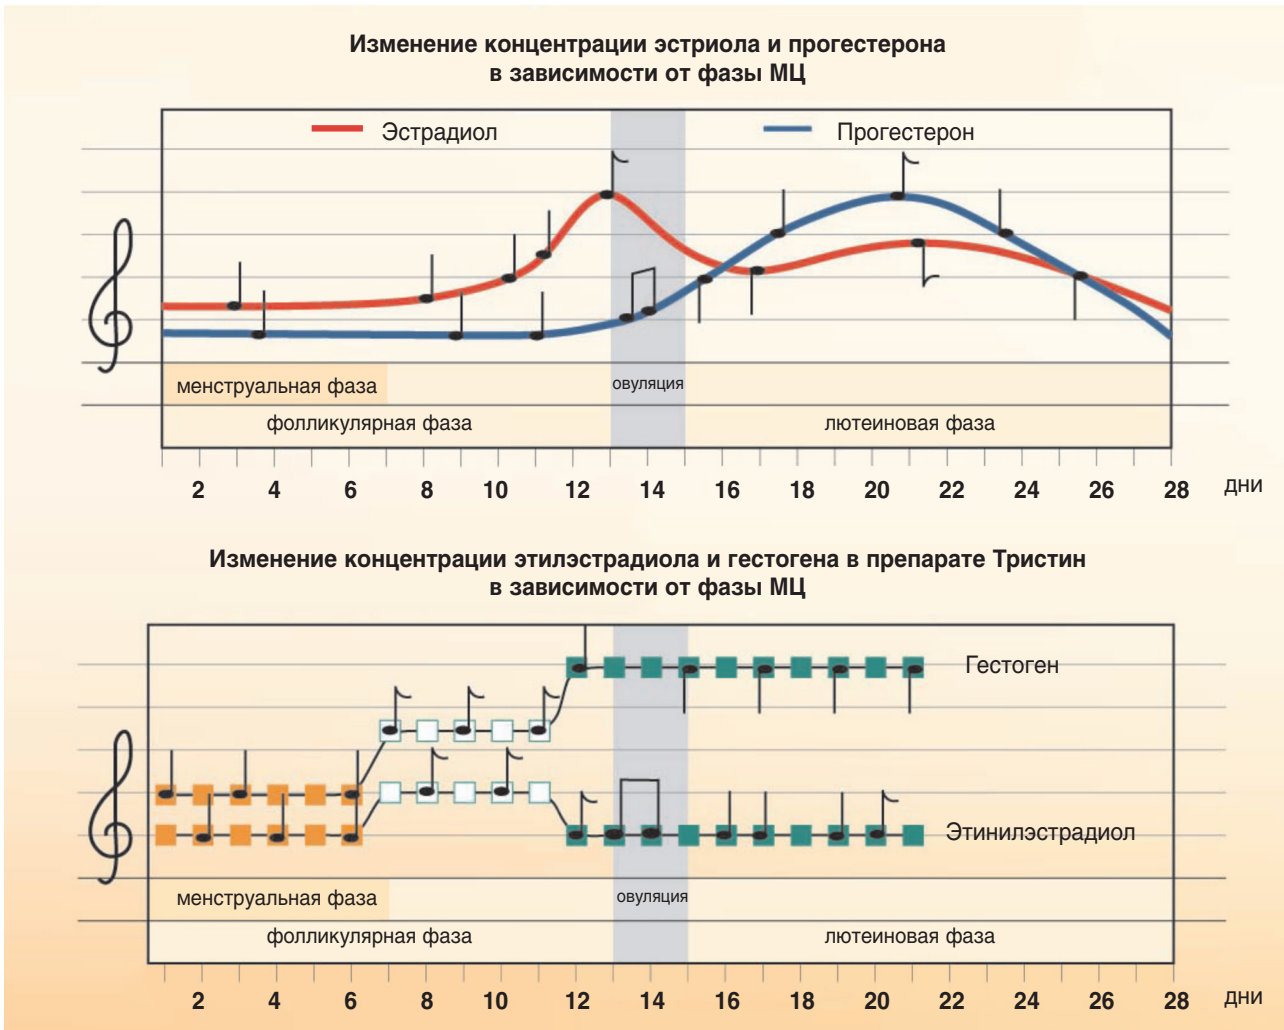 Изменение концентрации эстриола и прогестерона
в зависимости от фазы МЦ
Эстрадиол
Прогестерон
менструальная фаза
овуляция
фолликулярная фаза
лютеиновая фаза
2 4 6 8 10 12 14 16 18 20 22 24 26 28 дни
Изменение концентрации этилэстрадиола и гестогена в препарате Тристин
в зависимости от фазы МЦ
Гестоген
Этинилэстрадиол
менструальная фаза
овуляция
фолликулярная фаза
лютеиновая фаза
2 4 6 8 10 12 14 16 18 20 22 24 26 28 дни